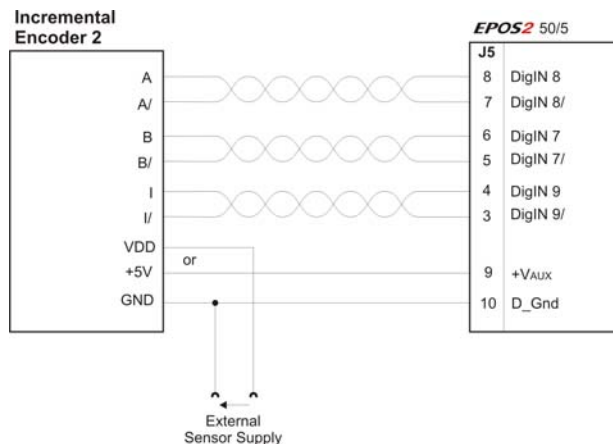 Incremental
Encoder 2
EPOS2 50/5
J5
A 8 DigIN 8
A/ 7 DigIN 8/
B 6 DigIN 7
B/ 5 DigIN 7/
I 4 DigIN 9
I/ 3 DigIN 9/
VDD
or
+5V 9 +VAUX
GND 10 D_Gnd
External
Sensor Supply